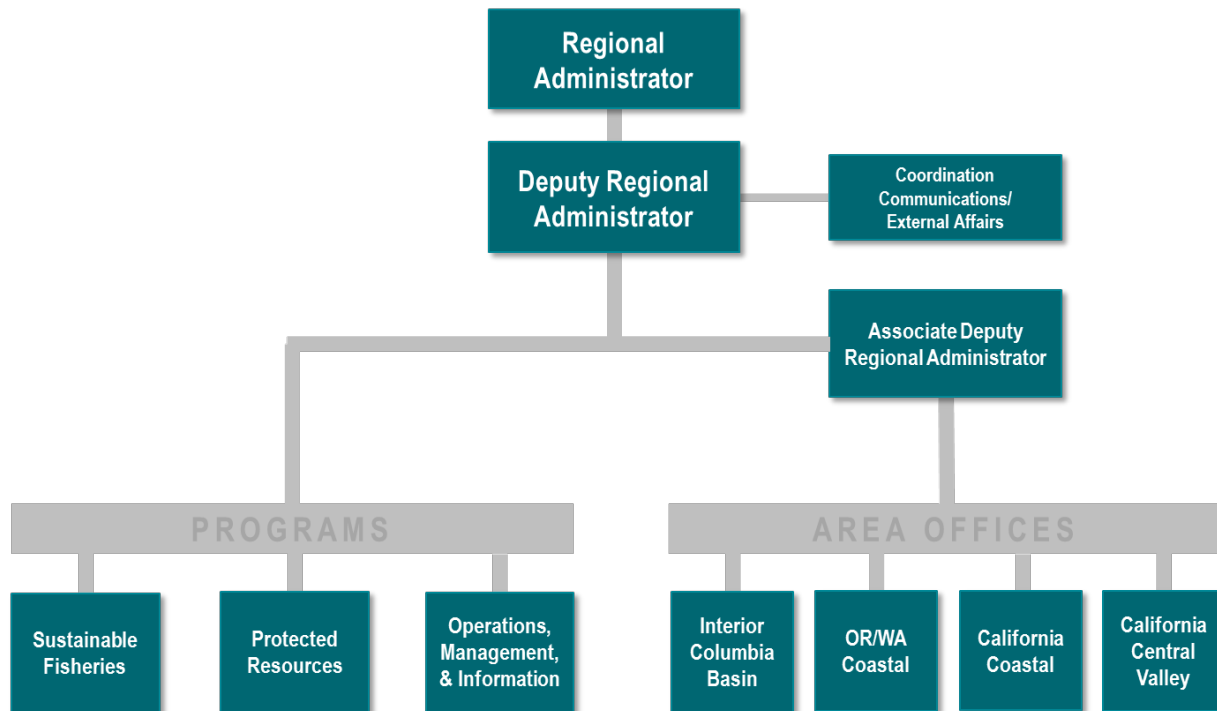 Regional
Administrator
Deputy Regional
Administrator
Coordination
Communications/
External Affairs
Associate Deputy
Regional Administrator
PROGRAMS
AREA OFFICES
Sustainable
Fisheries
Protected
Resources
Operations,
Management,
& Information
Interior
Columbia
Basin
OR/WA
Coastal
California
Coastal
California
Central
Valley